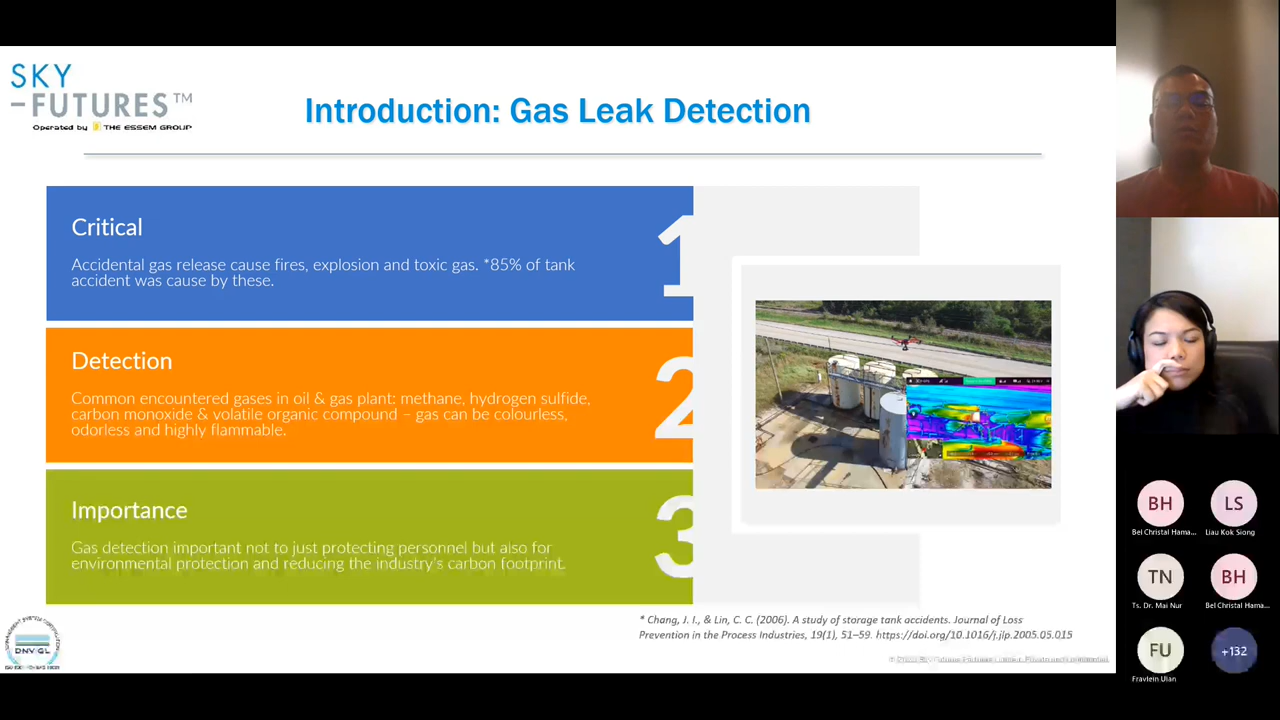 SKY
-FUTURES™
Operated by THE ESSEM GROUP
Introduction: Gas Leak Detection
Critical
Accidental gas release cause fires, explosion and toxic gas. *85% of tank
accident was cause by these.
1
Detection
Common encountered gases in oil & gas plant: methane, hydrogen sulfide,
carbon monoxide & volatile organic compound – gas can be colourless,
odorless and highly flammable.
2
Importance
Gas detection important not to just protecting personnel but also for
environmental protection and reducing the industry's carbon footprint.
3
* Chang, J. I., & Lin, C. C. (2006). A study of storage tank accidents. Journal of Loss
Prevention in the Process Industries, 19(1), 51–59. https://doi.org/10.1016/j.jlp.2005.05.015
DNV·GL
BH
Bel Christal Hama...
LS
Liau Kok Siong
TN
Ts. Dr. Mai Nur
BH
Bel Christal Hama...
FU
Fravlein Ulan
+132